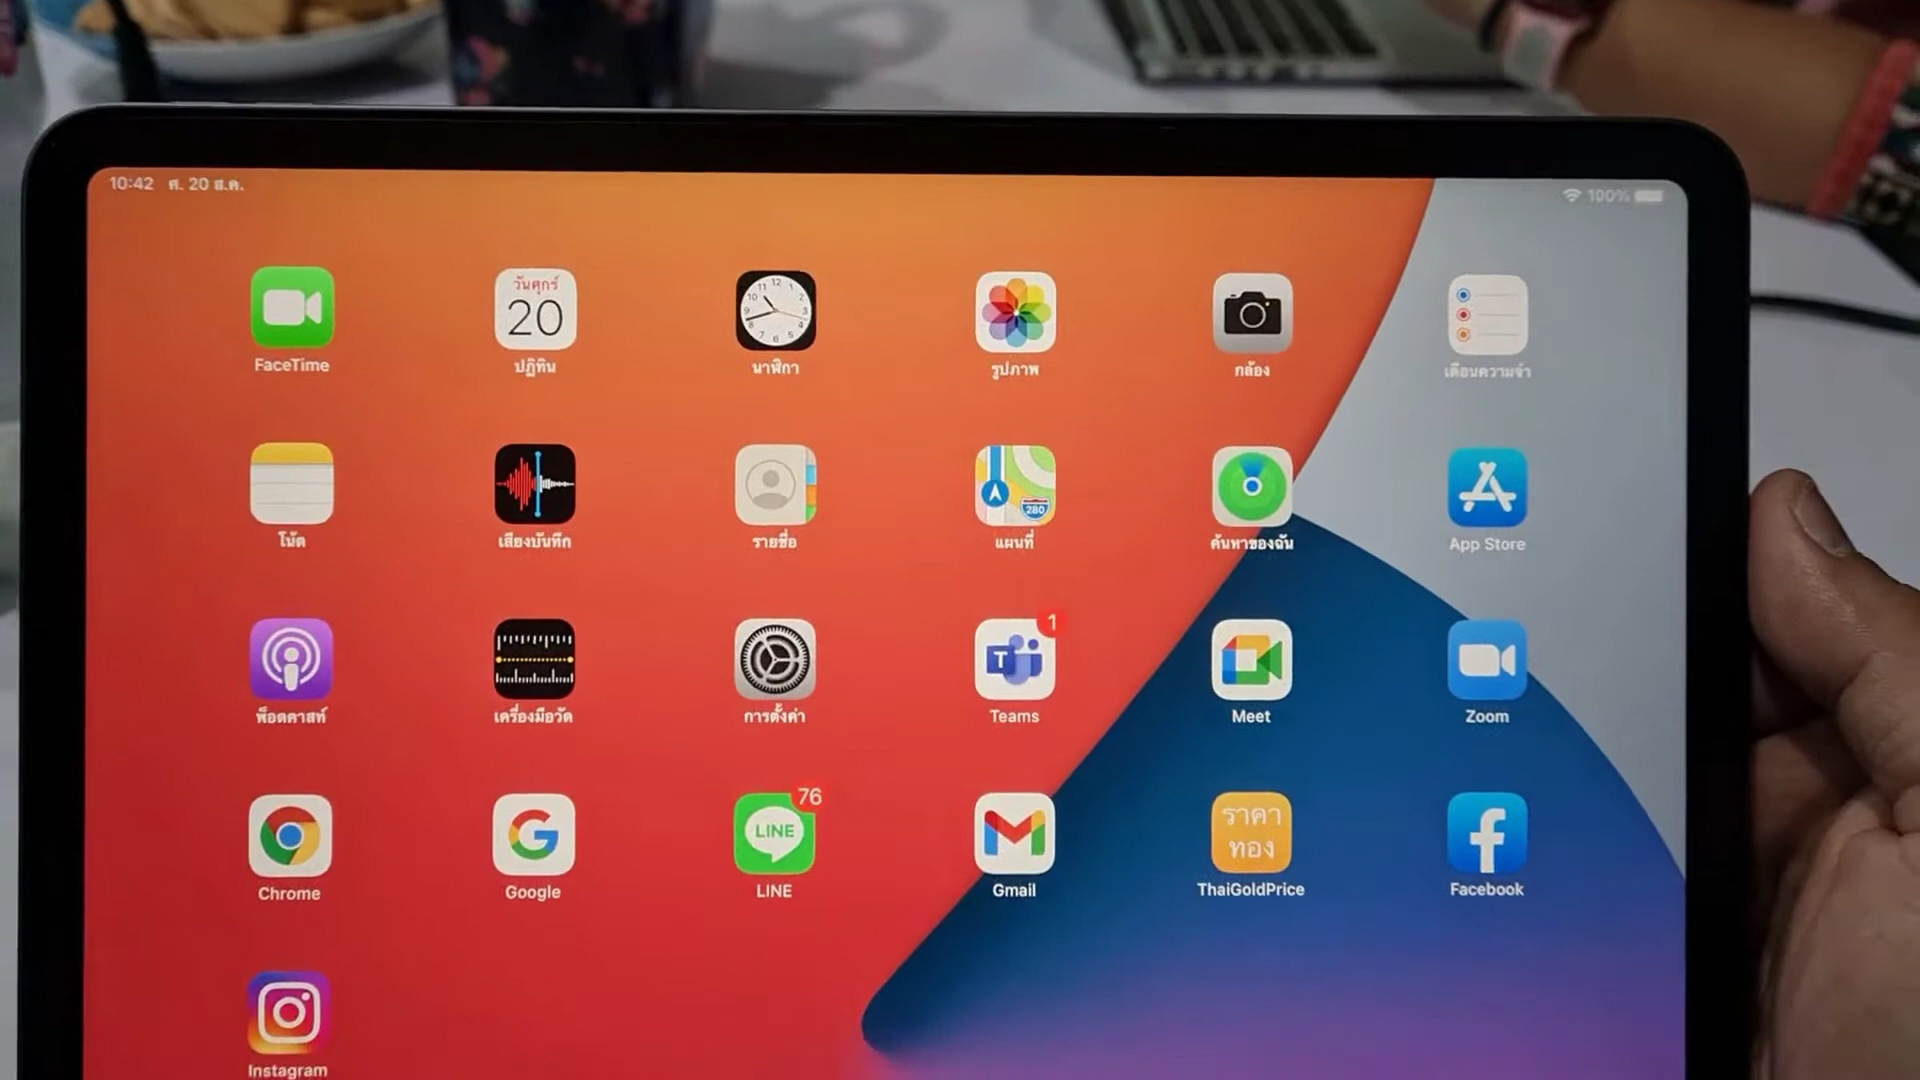 10:42 ศ. 20 ส.ค.
100%
วันศุกร์
20
FaceTime
ปฏิทิน
นาฬิกา
รูปภาพ
กล้อง
เตือนความจำ
280
โน้ต
เสียงบันทึก
รายชื่อ
แผนที่
ค้นหาของฉัน
App Store
1
T
พ็อดคาสท์
เครื่องมือวัด
การตั้งค่า
Teams
Meet
Zoom
76
LINE
ราคา
ทอง
Chrome
Google
LINE
Gmail
ThaiGoldPrice
Facebook
Instagram